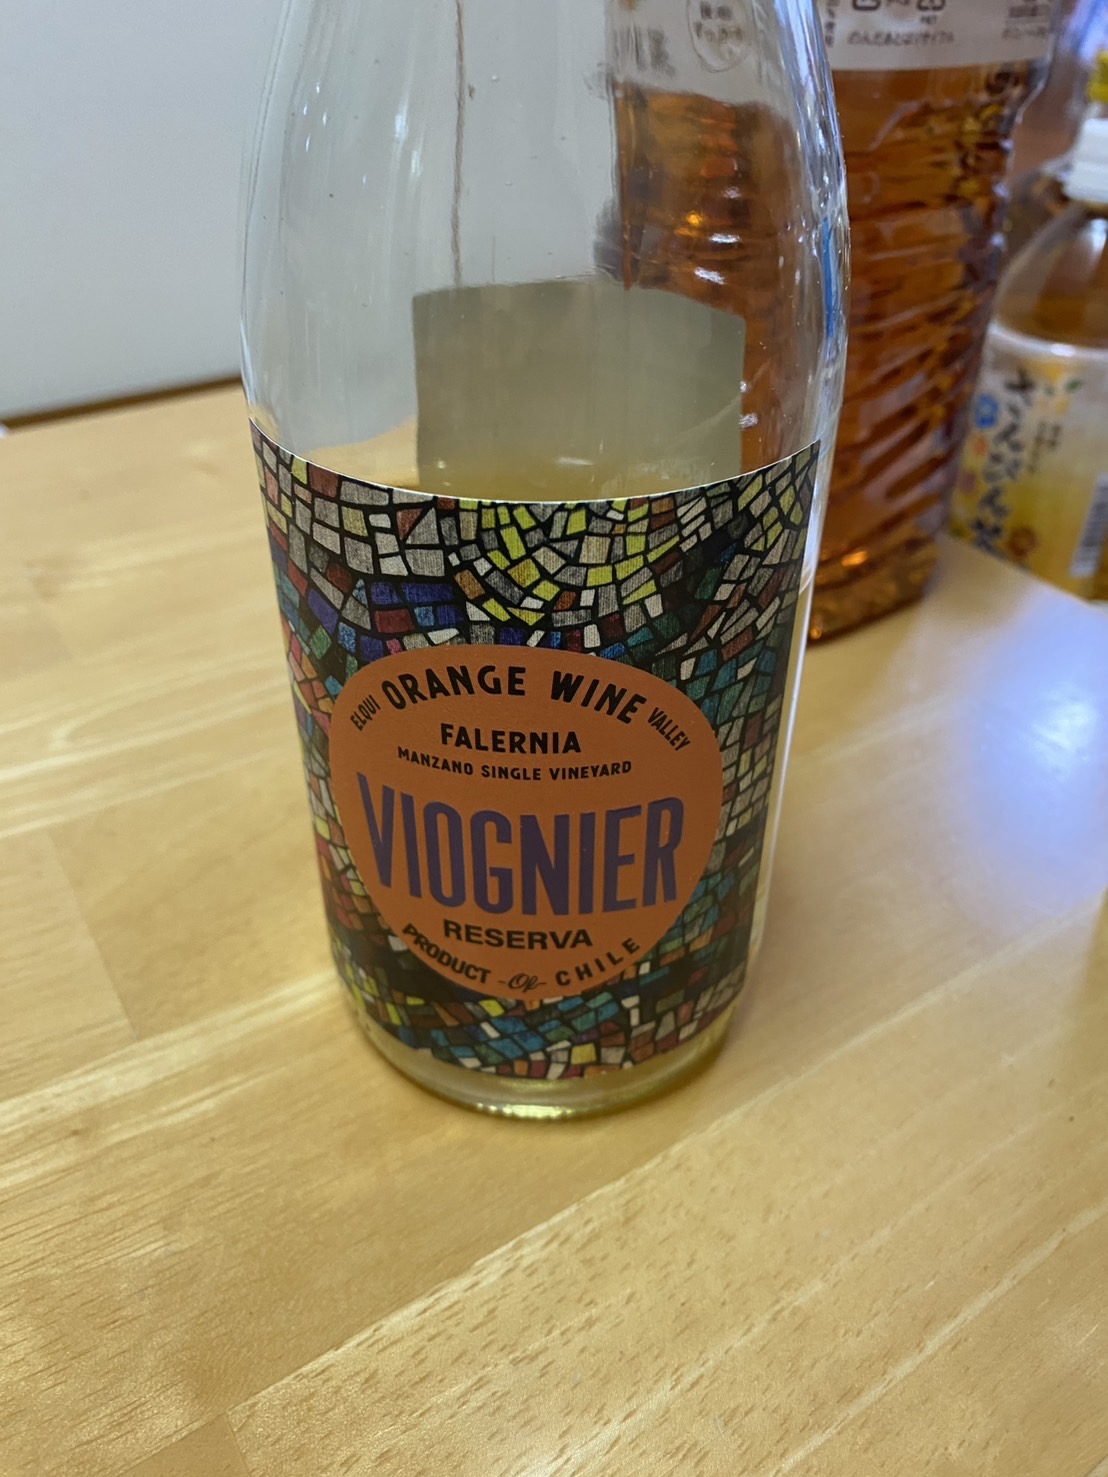 ELQUI ORANGE WINE VALLEY
FALERNIA
MANZANO SINGLE VINEYARD
VIOGNIER
RESERVA
PRODUCT -Of- CHILE